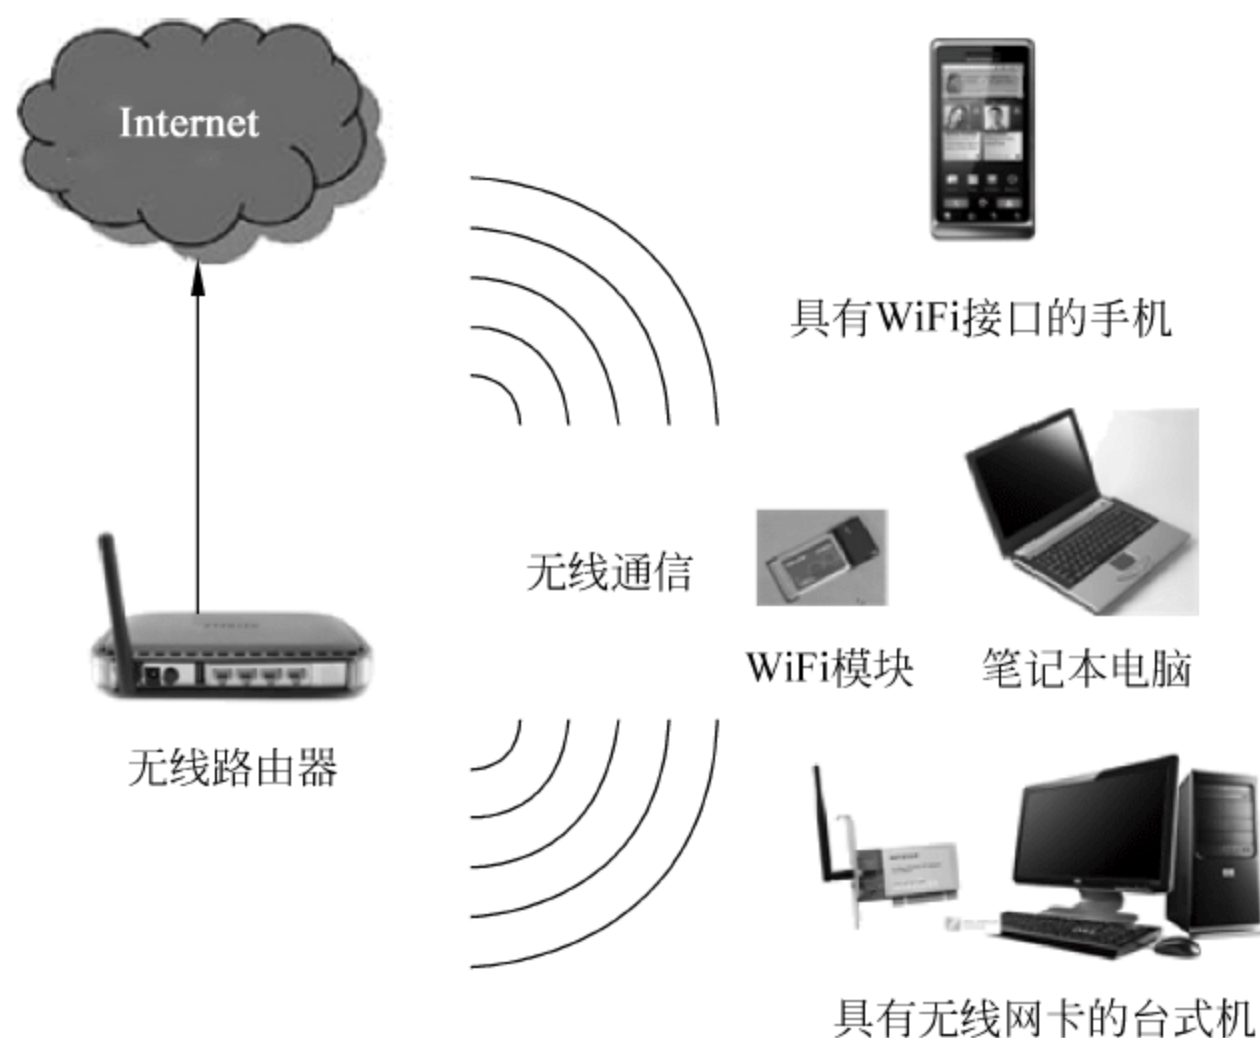 Internet
具有WiFi接口的手机
无线通信
WiFi模块
笔记本电脑
无线路由器
具有无线网卡的台式机